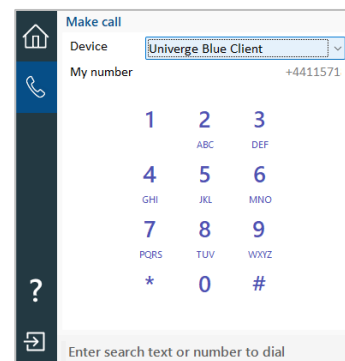 Make call
Device Univerge Blue Client
My number +4411571
1 2 3
ABC DEF
4 5 6
GHI JKL MNO
7 8 9
PQRS TUV WXYZ
* 0 #
?
Enter search text or number to dial